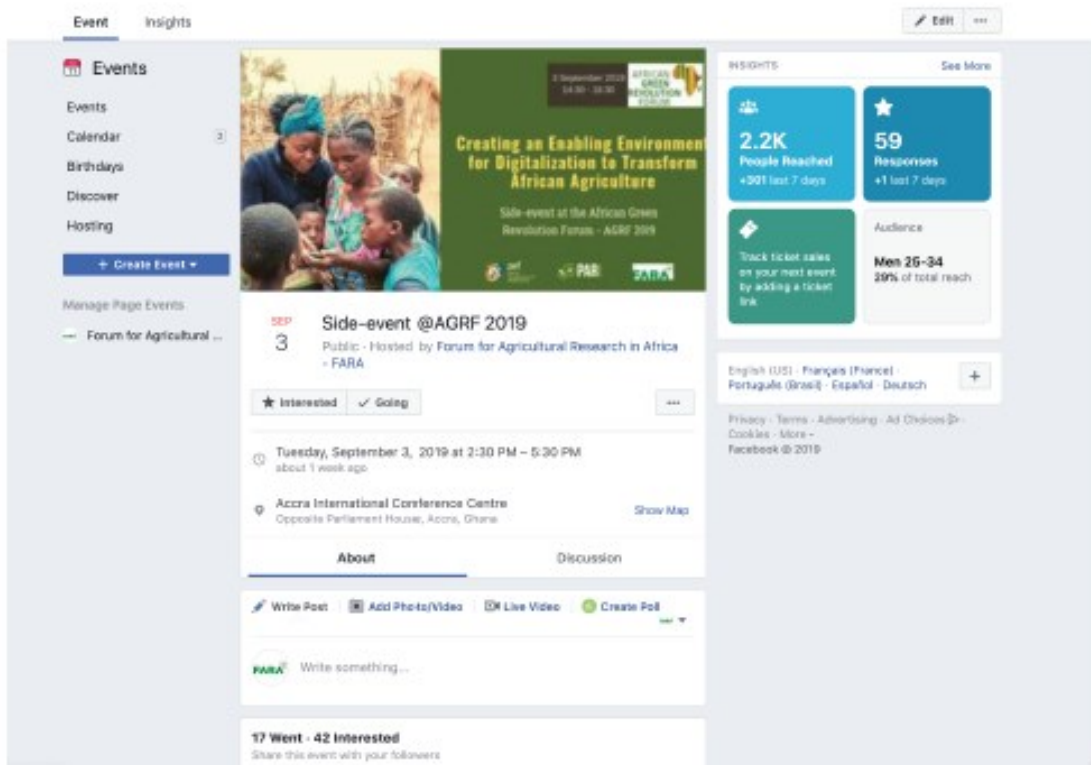 Event Insights
Edit
Events
Events
Calendar
Birthdays
Discover
Hosting
+ Create Event
Manage Page Events
Forum for Agricultural ...
3 September 2019
AFRICAN
GREEN
REVOLUTION
FORUM
Creating an Enabling Environment
for Digitalization to Transform
African Agriculture
Side-event at the African Green
Revolution Forum - AGRF 2019
PARI
FARA
SEP
3
Side-event @AGRF 2019
Public · Hosted by Forum for Agricultural Research in Africa
- FARA
Interested Going
Tuesday, September 3, 2019 at 2:30 PM – 5:30 PM
about 1 week ago
Accra International Conference Centre
Opposite Parliament House, Accra, Ghana
Show Map
About Discussion
Write Post Add Photo/Video Live Video Create Poll
FARA Write something...
17 Went · 42 Interested
Share this event with your followers
INSIGHTS See More
2.2K
People Reached
+301 last 7 days
59
Responses
+1 last 7 days
Track ticket sales
on your next event
by adding a ticket
link
Audience
Men 25-34
29% of total reach
English (US) · Français (France) ·
Português (Brasil) · Español · Deutsch
Privacy · Terms · Advertising · Ad Choices ·
Cookies · More
Facebook © 2019